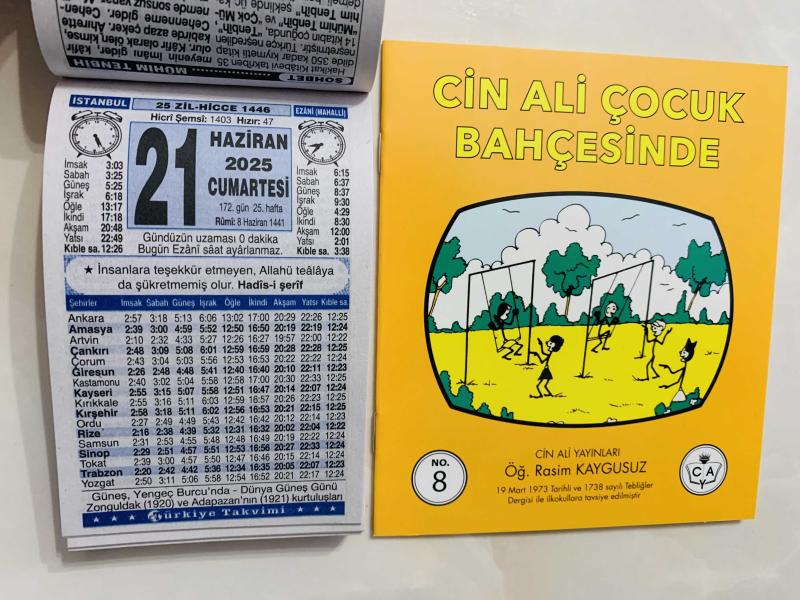 SOHBET ........ MÜHİM TENBİH
İSTANBUL
25 ZİL-HİCCE 1446
EZÂNÎ (MAHALLÎ)
Hicrî Şemsî: 1403 Hızır: 47
21
HAZİRAN
2025
CUMARTESİ
172. gün 25. hafta
Rûmî: 8 Haziran 1441
İmsak 3:03
Sabah 3:25
Güneş 5:25
İşrak 6:18
Öğle 13:17
İkindi 17:18
Akşam 20:48
Yatsı 22:49
Kıble sa. 12:26
İmsak 6:15
Sabah 6:37
Güneş 8:37
İşrak 9:30
Öğle 4:29
İkindi 8:30
Akşam 12:00
Yatsı 2:01
Kıble sa. 3:38
Gündüzün uzaması 0 dakika
Bugün Ezânî sâat ayârlanmaz.
★ İnsanlara teşekkür etmeyen, Allahü teâlâya
da şükretmemiş olur. Hadîs-i şerîf
Şehirler İmsak Sabah Güneş İşrak Öğle İkindi Akşam Yatsı Kıble sa.
Ankara 2:57 3:18 5:13 6:06 13:02 17:00 20:29 22:26 12:25
Amasya 2:39 3:00 4:59 5:52 12:50 16:50 20:19 22:19 12:24
Artvin 2:10 2:32 4:33 5:27 12:26 16:27 19:57 22:00 12:22
Çankırı 2:48 3:09 5:08 6:01 12:59 16:59 20:28 22:28 12:25
Çorum 2:43 3:04 5:03 5:56 12:53 16:53 20:22 22:22 12:24
Giresun 2:26 2:48 4:48 5:41 12:40 16:40 20:10 22:11 12:23
Kastamonu 2:40 3:02 5:04 5:58 12:58 17:00 20:30 22:33 12:25
Kayseri 2:55 3:15 5:07 5:58 12:51 16:47 20:14 22:07 12:24
Kırıkkale 2:55 3:16 5:11 6:03 12:59 16:57 20:26 22:23 12:25
Kırşehir 2:58 3:18 5:11 6:02 12:56 16:53 20:21 22:15 12:25
Ordu 2:27 2:49 4:49 5:43 12:42 16:42 20:12 22:14 12:23
Rize 2:16 2:38 4:39 5:32 12:31 16:32 20:02 22:04 12:22
Samsun 2:31 2:53 4:55 5:48 12:48 16:49 20:19 22:22 12:24
Sinop 2:29 2:51 4:57 5:51 12:53 16:56 20:27 22:33 12:24
Tokat 2:39 3:00 4:57 5:50 12:47 16:46 20:15 22:14 12:24
Trabzon 2:20 2:42 4:42 5:36 12:34 16:35 20:05 22:07 12:23
Yozgat 2:50 3:11 5:06 5:58 12:52 16:52 20:21 22:17 12:24
Güneş, Yengeç Burcu'nda - Dünya Güneş Günü
Zonguldak (1920) ve Adapazarı'nın (1921) kurtuluşları
Türkiye Takvimi
CİN ALİ ÇOCUK
BAHÇESİNDE
CİN ALİ YAYINLARI
Öğ. Rasim KAYGUSUZ
19 Mart 1973 Tarihli ve 1738 sayılı Tebliğler
Dergisi ile ilkokullara tavsiye edilmiştir
NO.
8
C A
Y